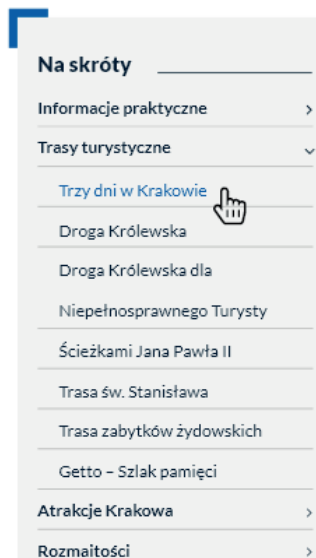 Na skróty
Informacje praktyczne
Trasy turystyczne
Trzy dni w Krakowie
Droga Królewska
Droga Królewska dla
Niepełnosprawnego Turysty
Ścieżkami Jana Pawła II
Trasa św. Stanisława
Trasa zabytków żydowskich
Getto – Szlak pamięci
Atrakcje Krakowa
Rozmaitości